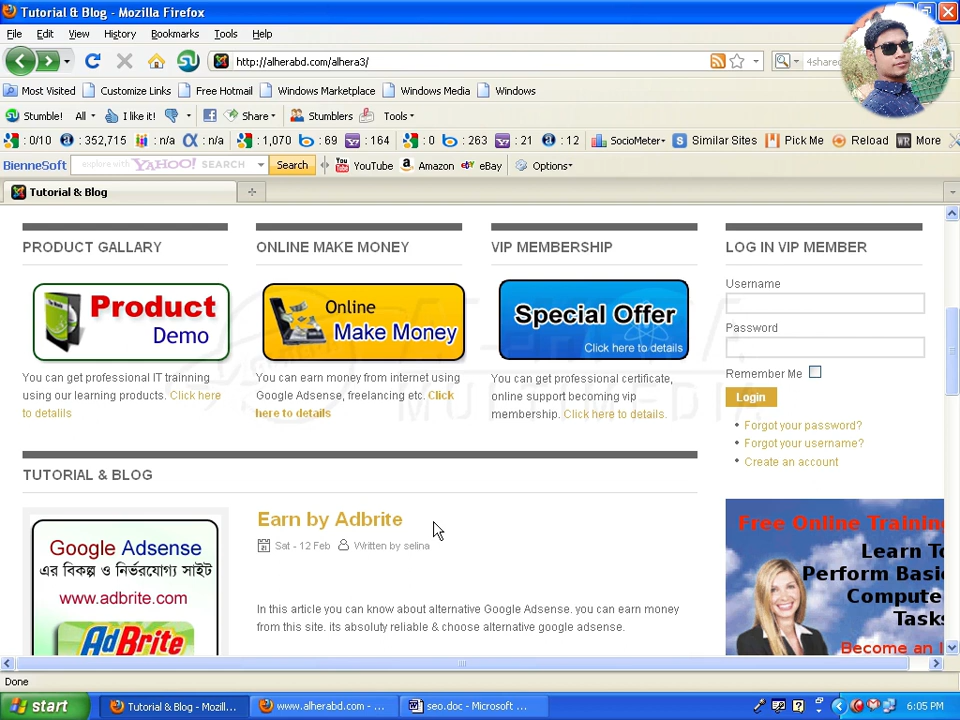 Tutorial & Blog - Mozilla Firefox
File Edit View History Bookmarks Tools Help
http://alherabd.com/alhera3/
4shared
Most Visited Customize Links Free Hotmail Windows Marketplace Windows Media Windows
Stumble! All I like it! Share Stumblers Tools
: 0/10 : 352,715 : n/a : n/a : 1,070 : 69 : 164 : 0 : 263 : 21 : 12 SocioMeter Similar Sites Pick Me Reload More
BienneSoft explore with YAHOO! SEARCH Search YouTube Amazon eBay Options
Tutorial & Blog
PRODUCT GALLARY ONLINE MAKE MONEY VIP MEMBERSHIP LOG IN VIP MEMBER
Product
Demo
Online
Make Money
Special Offer
Click here to details
Username
Password
Remember Me
Login
You can get professional IT trainning
using our learning products. Click here
to detalils
You can earn money from internet using
Google Adsense, freelancing etc. Click
here to details
You can get professional certificate,
online support becoming vip
membership. Click here to details.
Forgot your password?
Forgot your username?
Create an account
MULTIMEDIA
TUTORIAL & BLOG
Google Adsense
এর বিকল্প ও নির্ভরযোগ্য সাইট
www.adbrite.com
AdBrite
Earn by Adbrite
Sat - 12 Feb Written by selina
In this article you can know about alternative Google Adsense. you can earn money
from this site. its absoluty reliable & choose alternative google adsense.
Free Online Training
Learn To
Perform Basi
Compute
Tasks
Become an I
Done
start Tutorial & Blog - Mozill... www.alherabd.com - ... seo.doc - Microsoft ... 6:05 PM